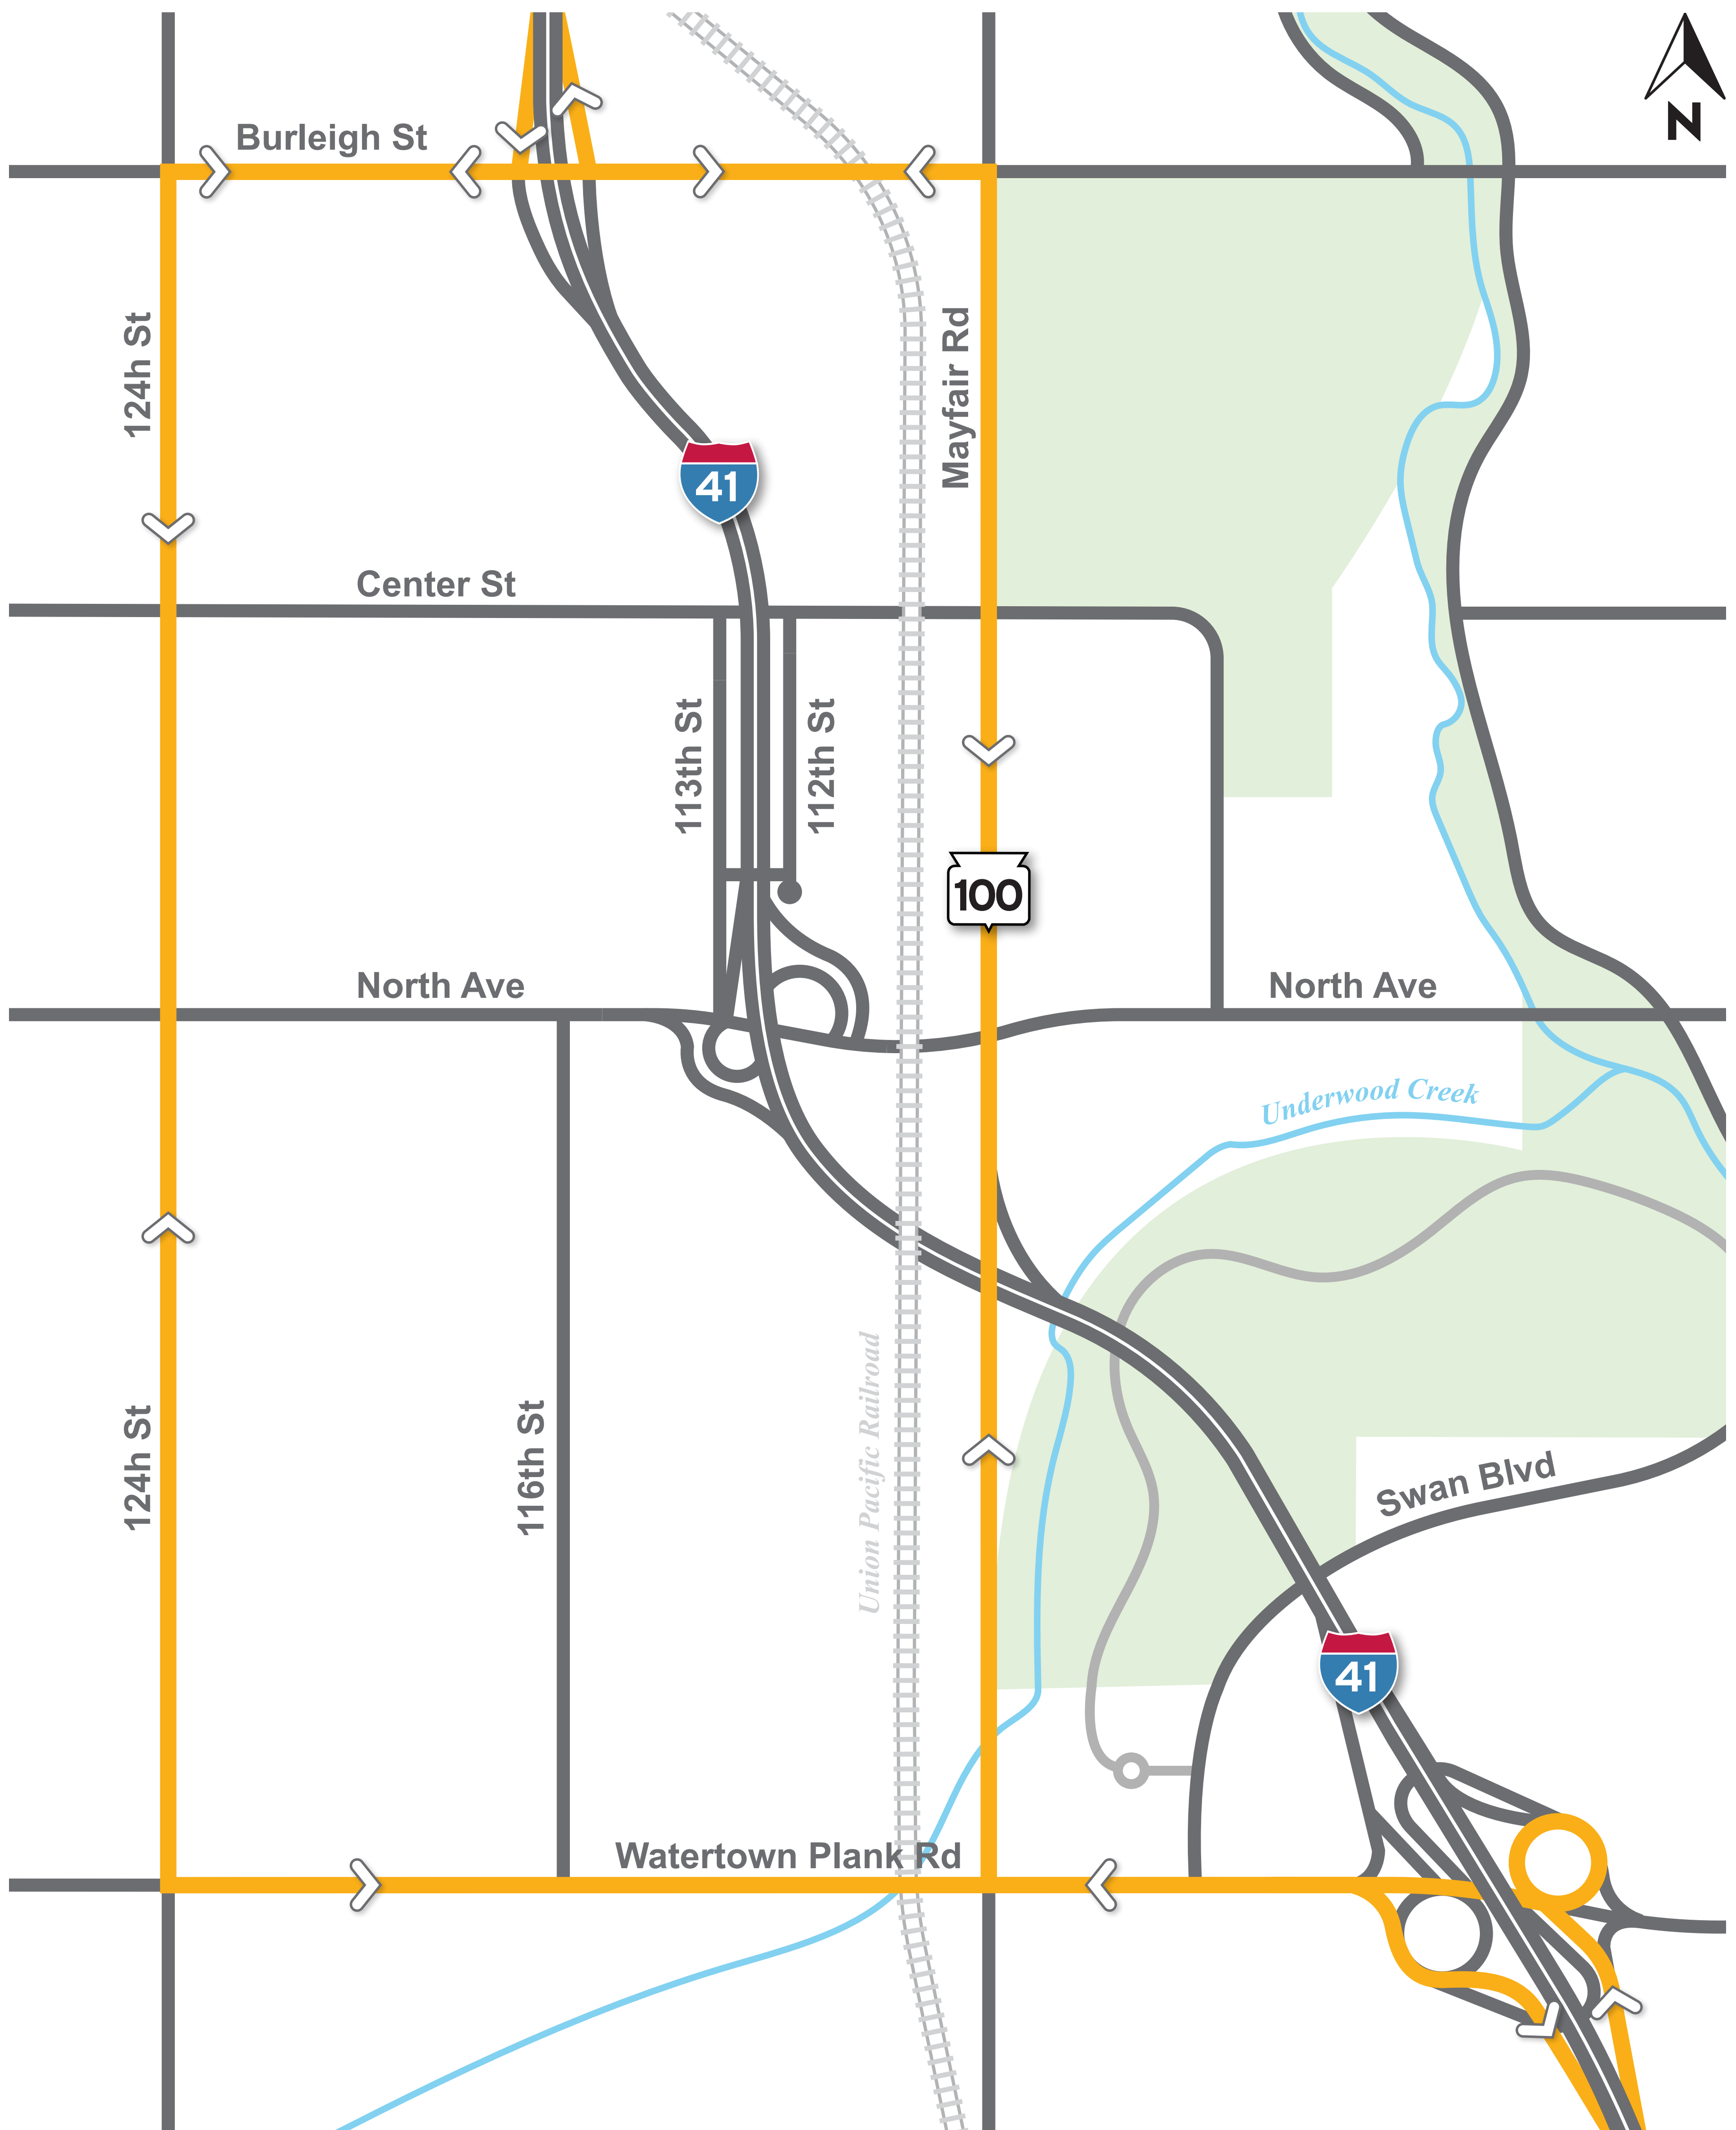 N
Burleigh St
124h St
Mayfair Rd
41
Center St
113th St
112th St
100
North Ave
North Ave
Underwood Creek
Union Pacific Railroad
124h St
116th St
Swan Blvd
41
Watertown Plank Rd